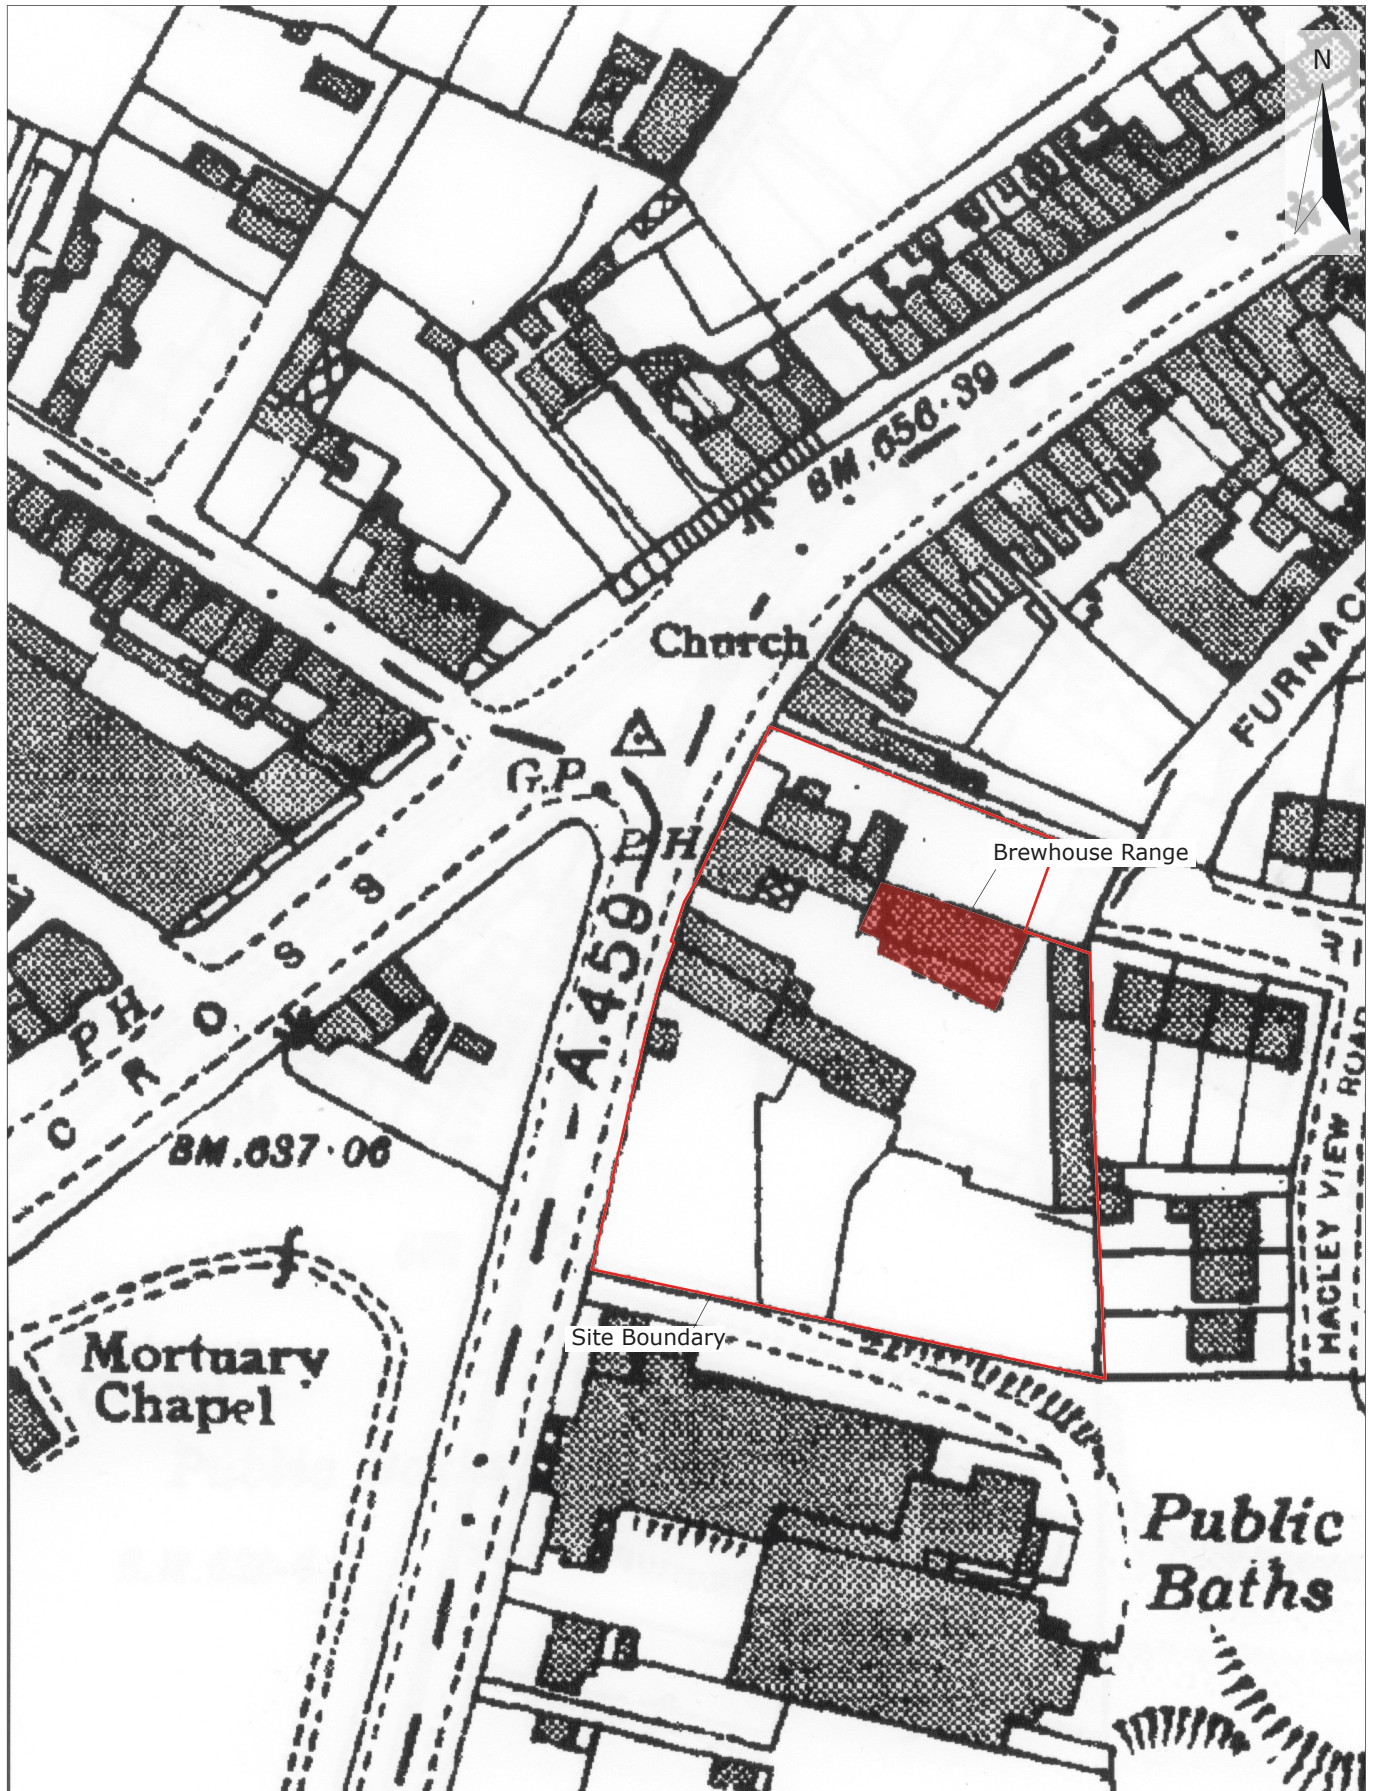 N
BM.656·39
Church
FURNAC
G.P.
P H
Brewhouse Range
A.459
P H
CROSS
BM.637·06
HAGLEY VIEW ROAD
Site Boundary
Mortuary
Chapel
Public
Baths